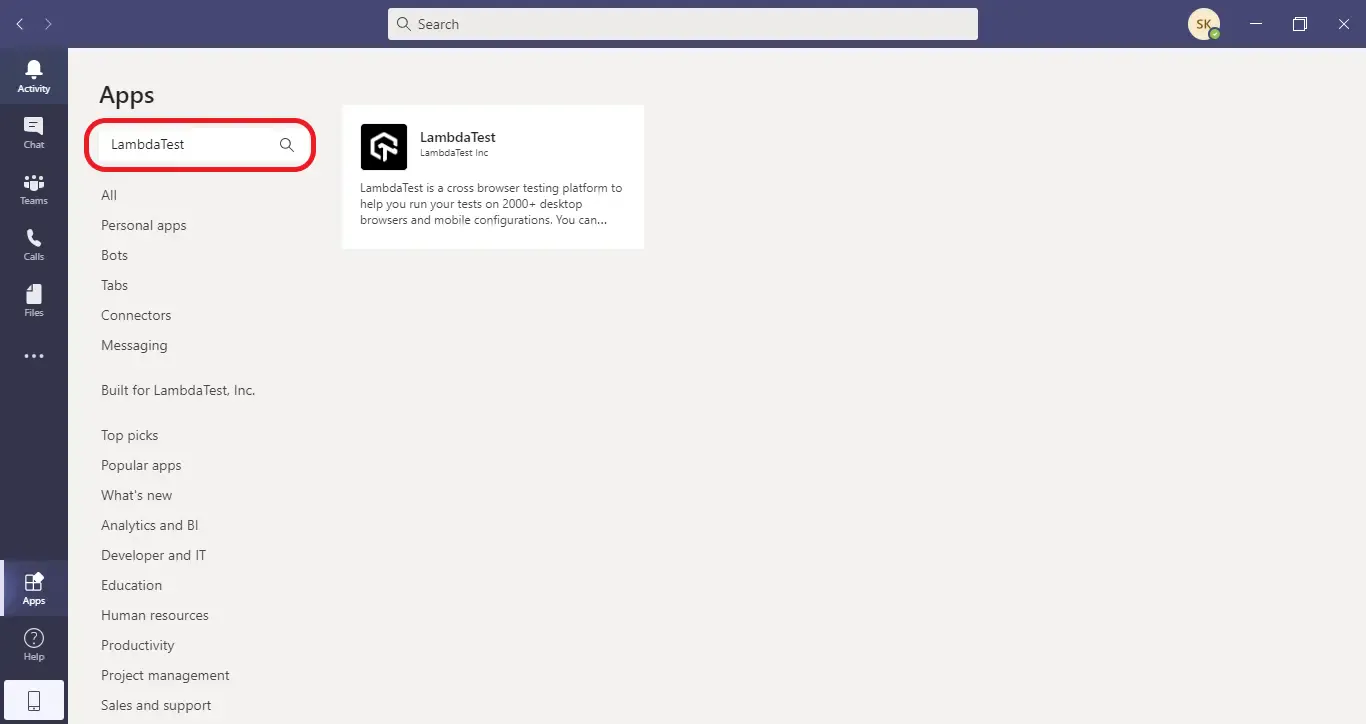 Search
SK
Activity
Chat
Teams
Calls
Files
Apps
Help
Apps
LambdaTest
All
Personal apps
Bots
Tabs
Connectors
Messaging
Built for LambdaTest, Inc.
Top picks
Popular apps
What's new
Analytics and BI
Developer and IT
Education
Human resources
Productivity
Project management
Sales and support
LambdaTest
LambdaTest Inc
LambdaTest is a cross browser testing platform to
help you run your tests on 2000+ desktop
browsers and mobile configurations. You can...